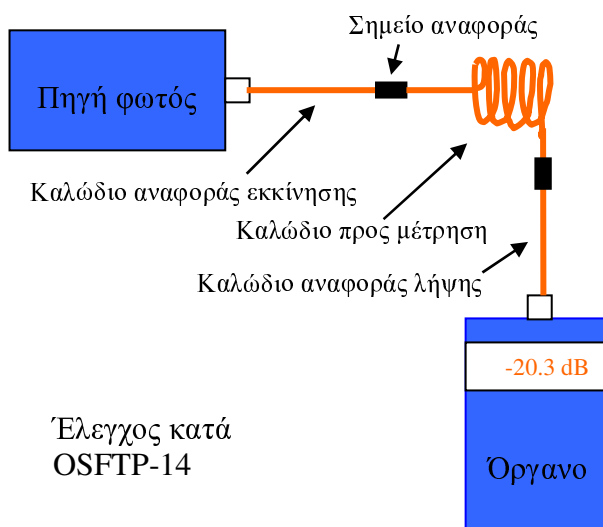 Σημείο αναφοράς
Πηγή φωτός
Καλώδιο αναφοράς εκκίνησης
Καλώδιο προς μέτρηση
Καλώδιο αναφοράς λήψης
-20.3 dB
Έλεγχος κατά
OSFTP-14
Όργανο